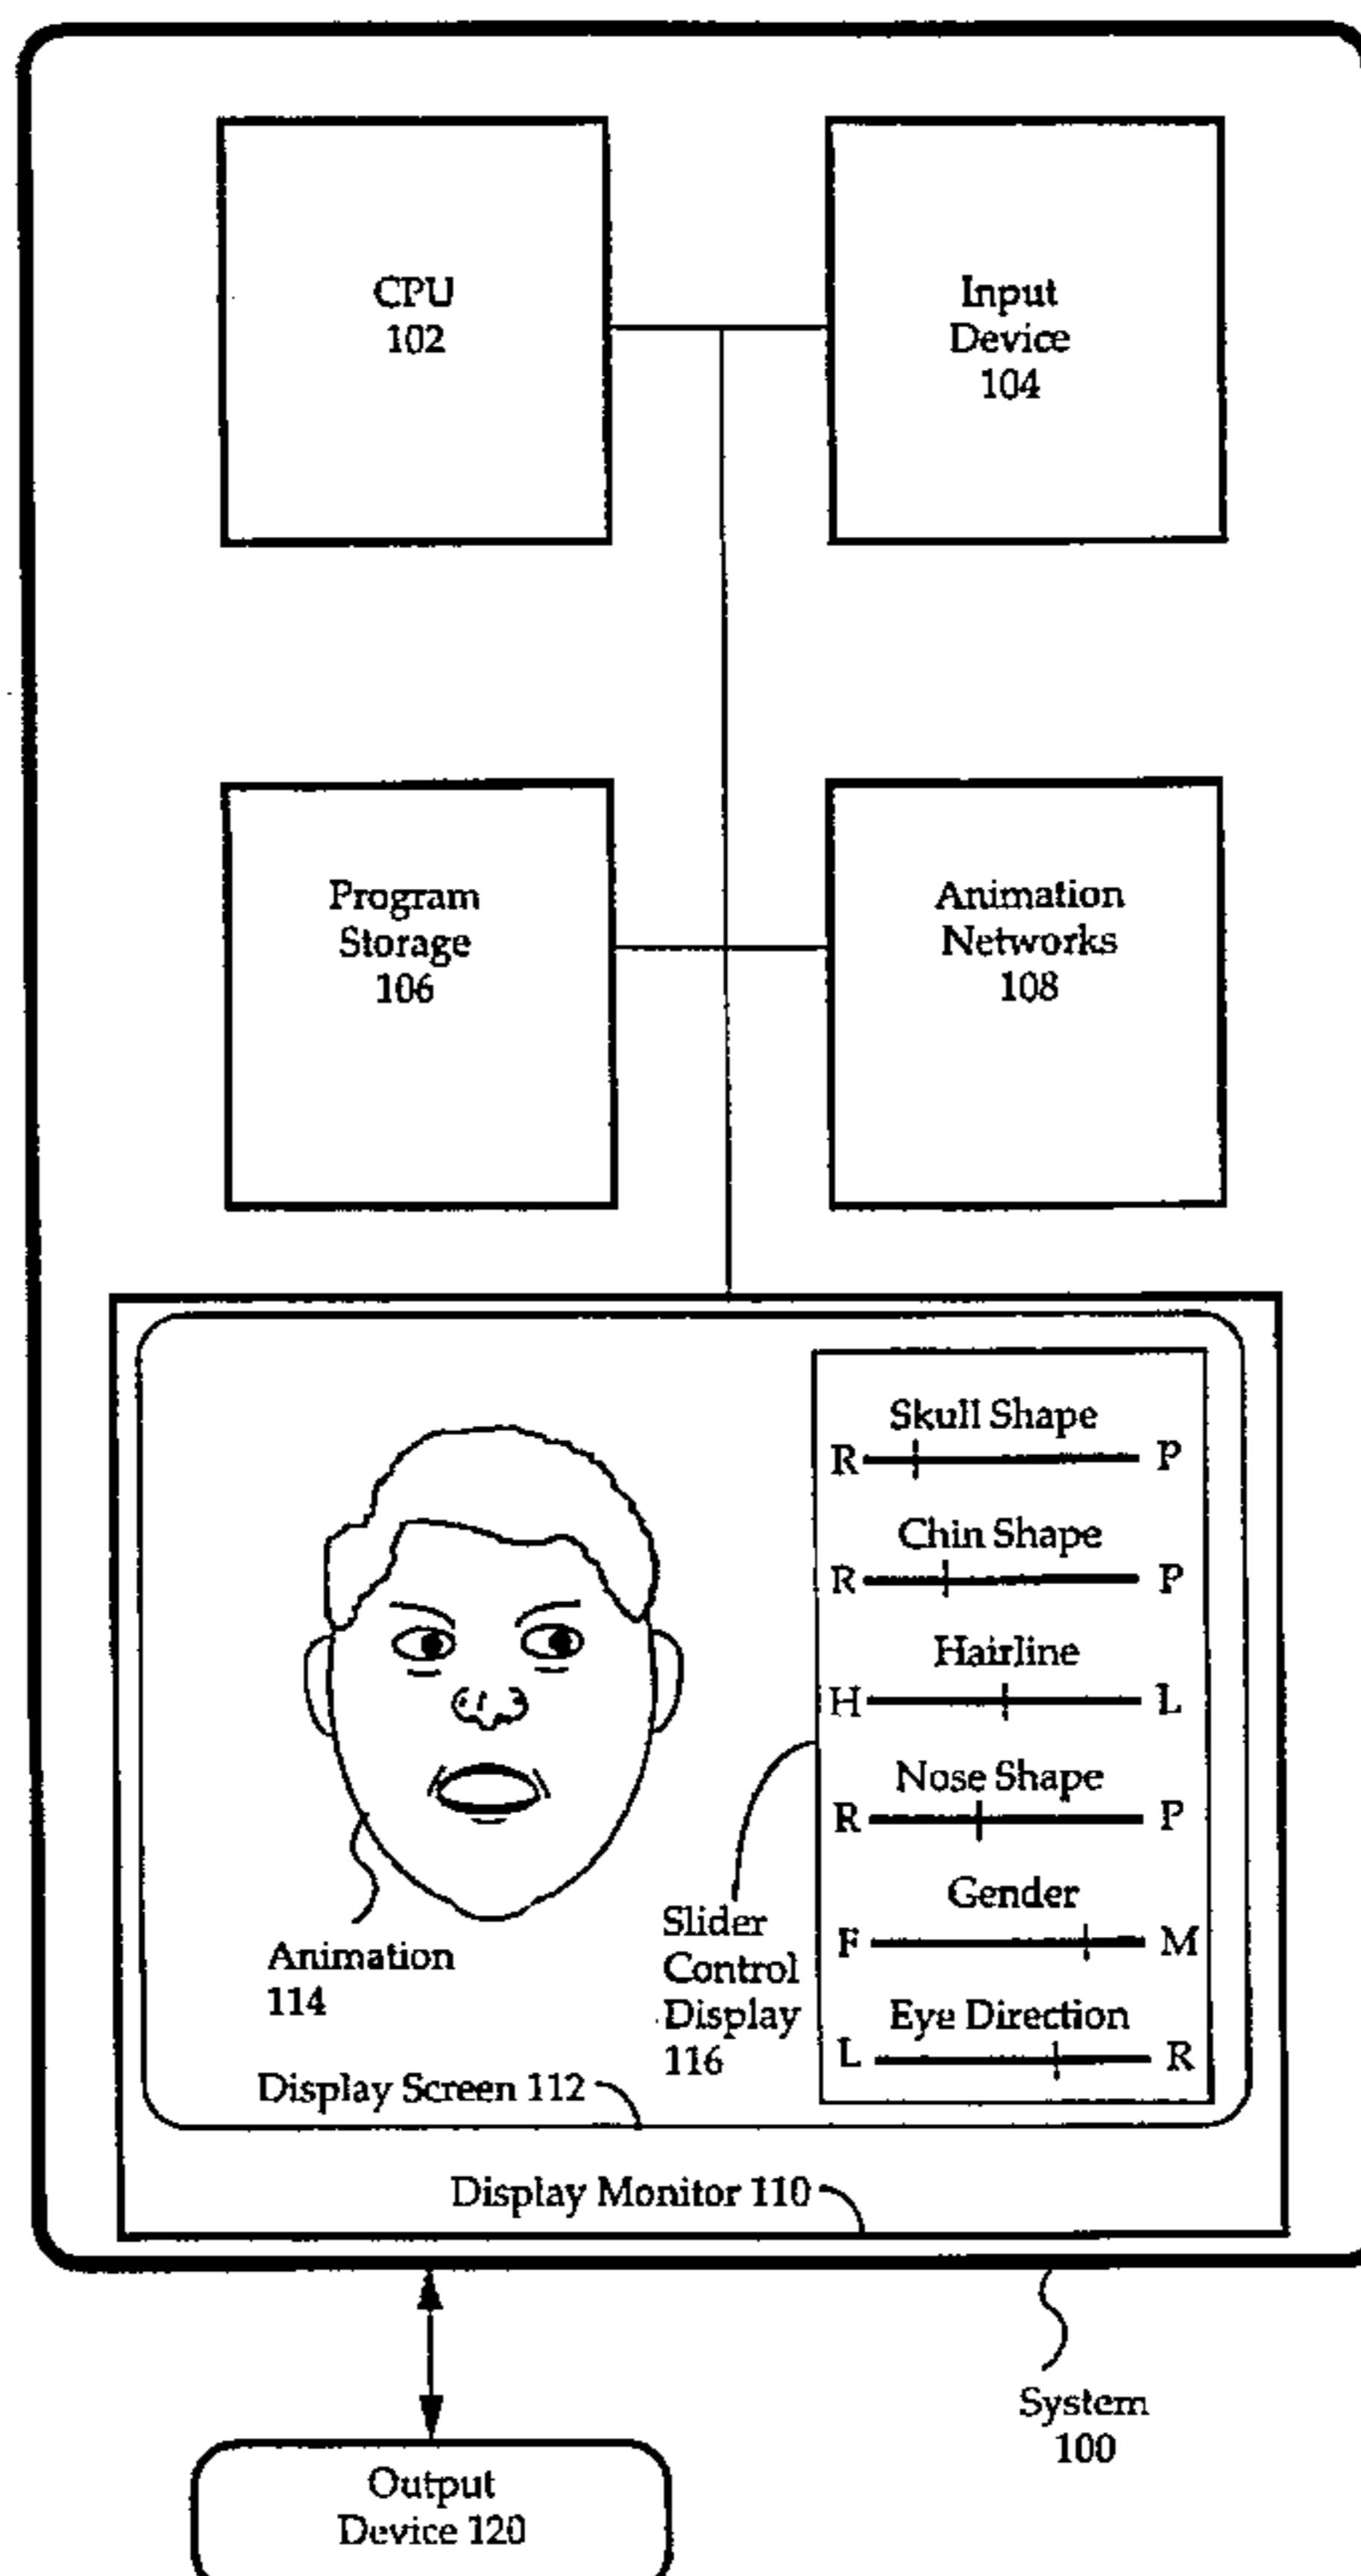 CPU
102
Input
Device
104
Program
Storage
106
Animation
Networks
108
Skull Shape
R P
Chin Shape
R P
Hairline
H L
Nose Shape
R P
Gender
F M
Eye Direction
L R
Animation
114
Slider
Control
Display
116
Display Screen 112
Display Monitor 110
System
100
Output
Device 120